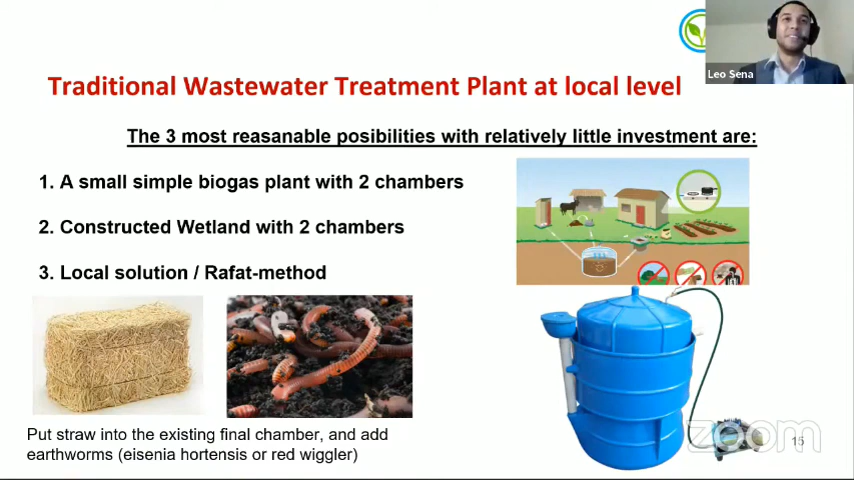 Leo Sena
Traditional Wastewater Treatment Plant at local level
The 3 most reasanable posibilities with relatively little investment are:
1. A small simple biogas plant with 2 chambers
2. Constructed Wetland with 2 chambers
3. Local solution / Rafat-method
Put straw into the existing final chamber, and add
earthworms (eisenia hortensis or red wiggler)
zoom
15